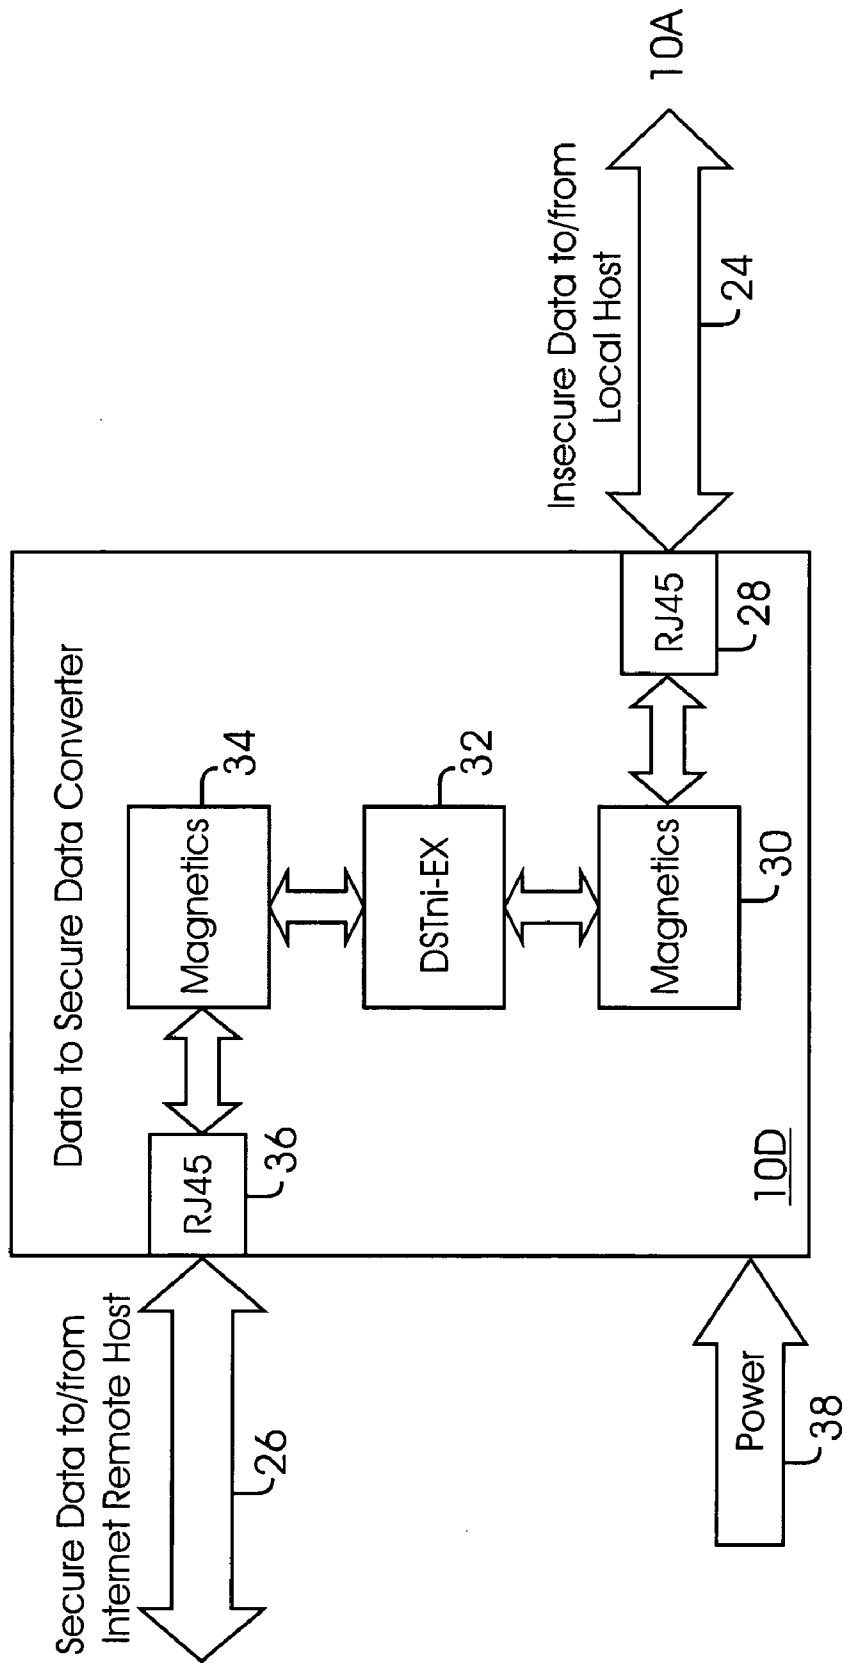 Data to Secure Data Converter
Secure Data to/from
Internet Remote Host
26
RJ45
36
Magnetics
34
DSTni-EX
32
Magnetics
30
RJ45
28
Insecure Data to/from
Local Host
24
10A
Power
38
10D